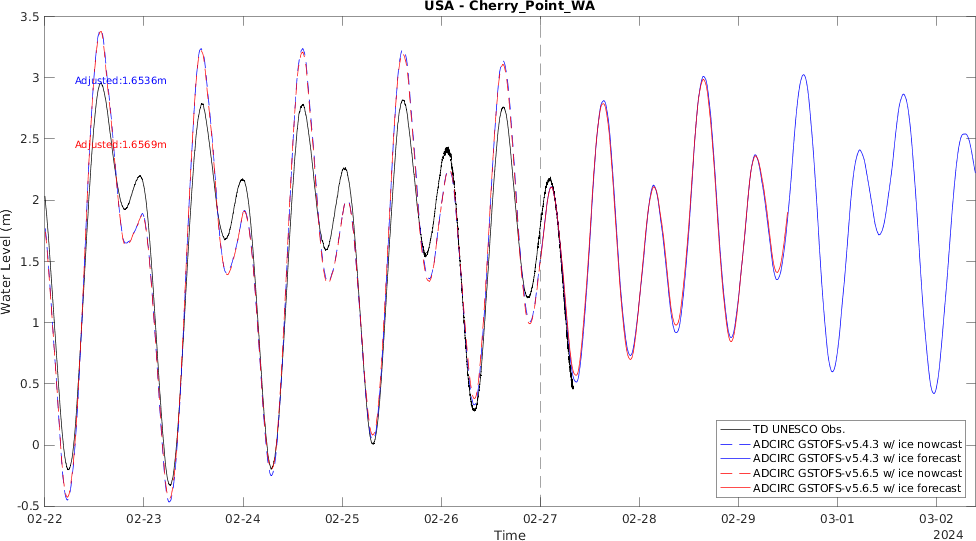 USA - Cherry_Point_WA
3.5
3
2.5
2
1.5
1
0.5
0
-0.5
Water Level (m)
Adjusted:1.6536m
Adjusted:1.6569m
TD UNESCO Obs.
ADCIRC GSTOFS-v5.4.3 w/ ice nowcast
ADCIRC GSTOFS-v5.4.3 w/ ice forecast
ADCIRC GSTOFS-v5.6.5 w/ ice nowcast
ADCIRC GSTOFS-v5.6.5 w/ ice forecast
02-22 02-23 02-24 02-25 02-26 02-27 02-28 02-29 03-01 03-02
Time
2024